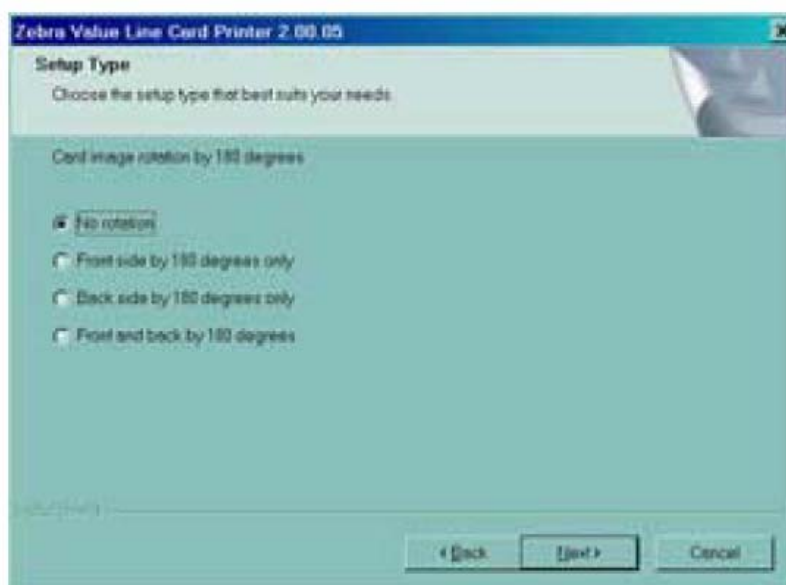 Zebra Value Line Card Printer 2.00.05
Setup Type
Choose the setup type that best suits your needs.
Card image rotation by 180 degrees
No rotation
Front side by 180 degrees only
Back side by 180 degrees only
Front and back by 180 degrees
< Back Next > Cancel